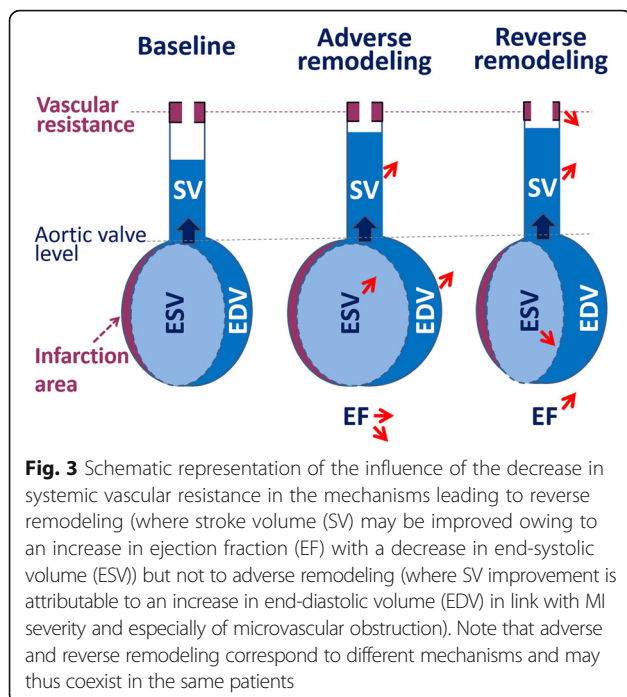 Baseline
Adverse
remodeling
Reverse
remodeling
Vascular
resistance
SV
SV
SV
Aortic valve
level
ESV
EDV
ESV
EDV
ESV
EDV
Infarction
area
EF
EF
Fig. 3 Schematic representation of the influence of the decrease in
systemic vascular resistance in the mechanisms leading to reverse
remodeling (where stroke volume (SV) may be improved owing to
an increase in ejection fraction (EF) with a decrease in end-systolic
volume (ESV)) but not to adverse remodeling (where SV improvement is
attributable to an increase in end-diastolic volume (EDV) in link with MI
severity and especially of microvascular obstruction). Note that adverse
and reverse remodeling correspond to different mechanisms and may
thus coexist in the same patients